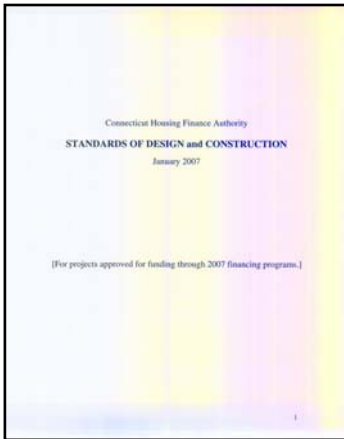 Connecticut Housing Finance Authority
STANDARDS OF DESIGN and CONSTRUCTION
January 2007
[For projects approved for funding through 2007 financing programs.]
1